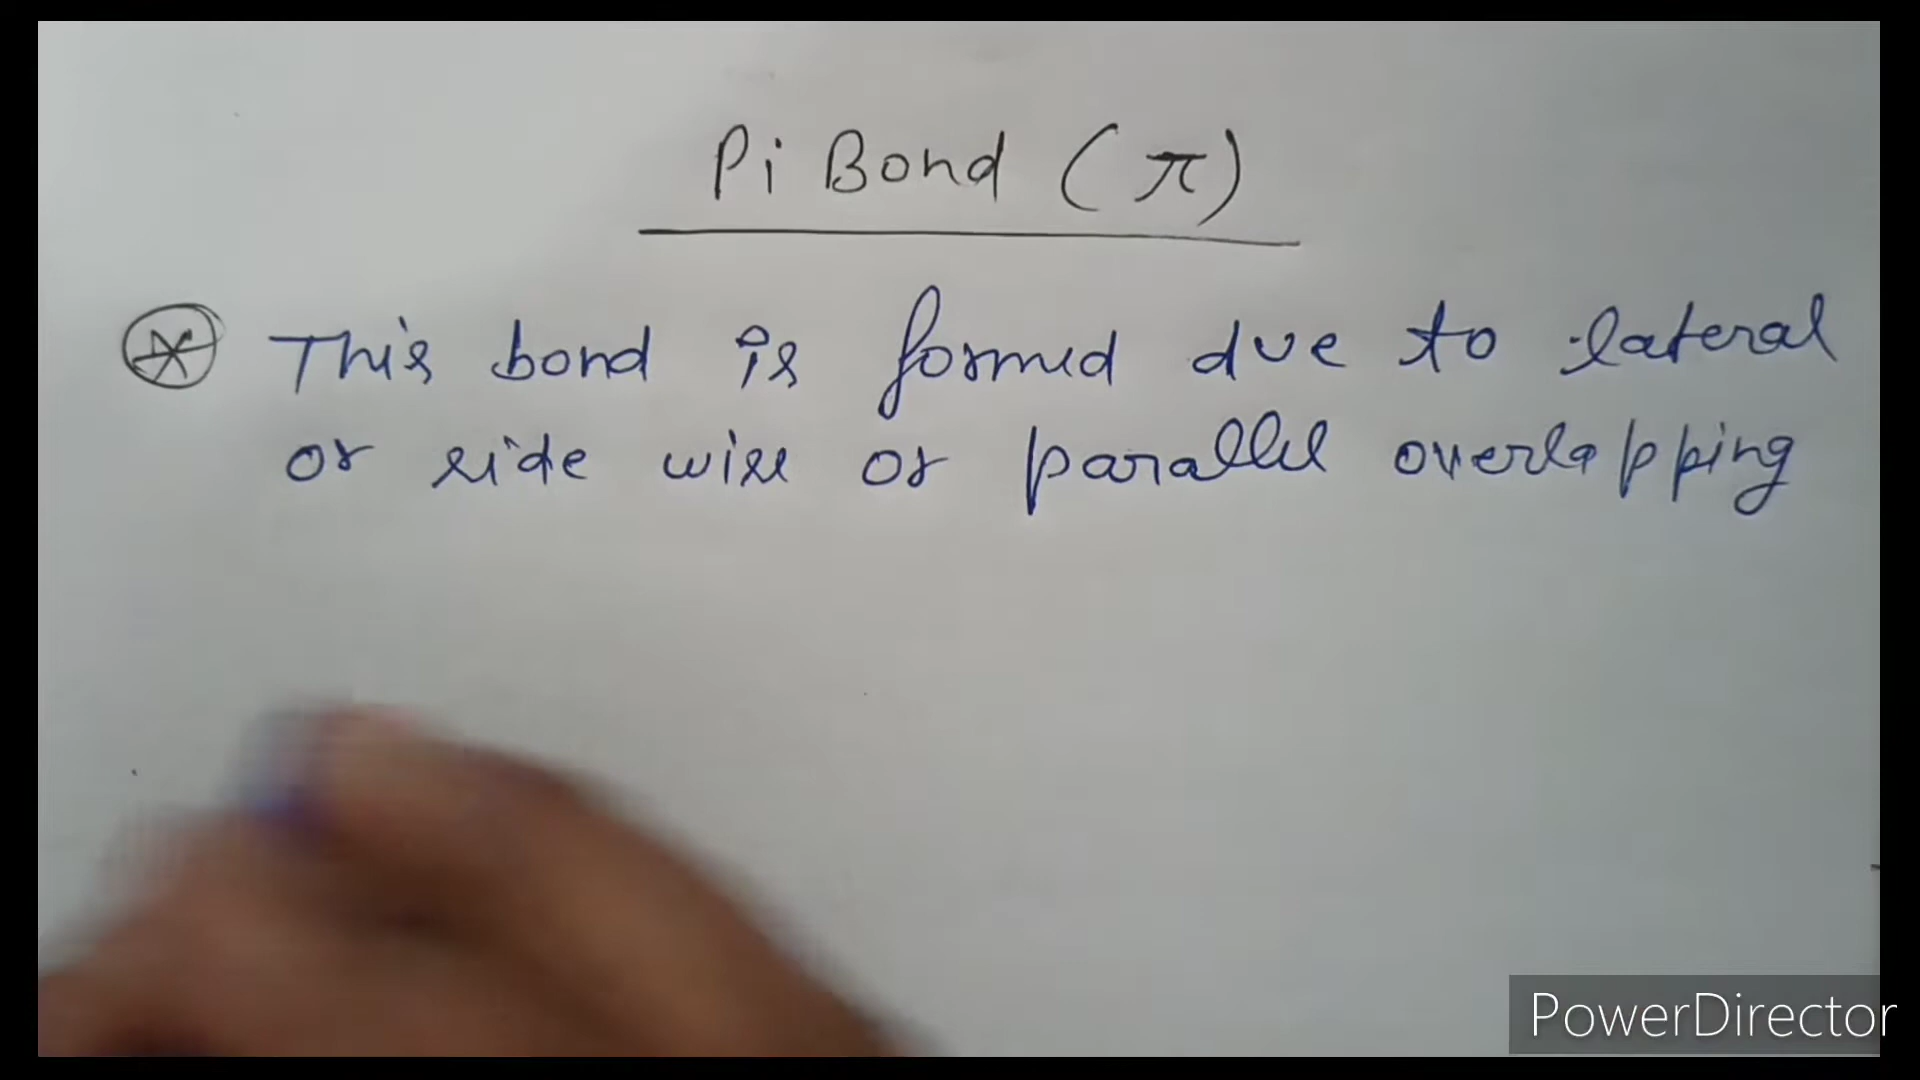 Pi Bond (π)
This bond is formed due to lateral
or side wise or parallel overlapping
PowerDirector